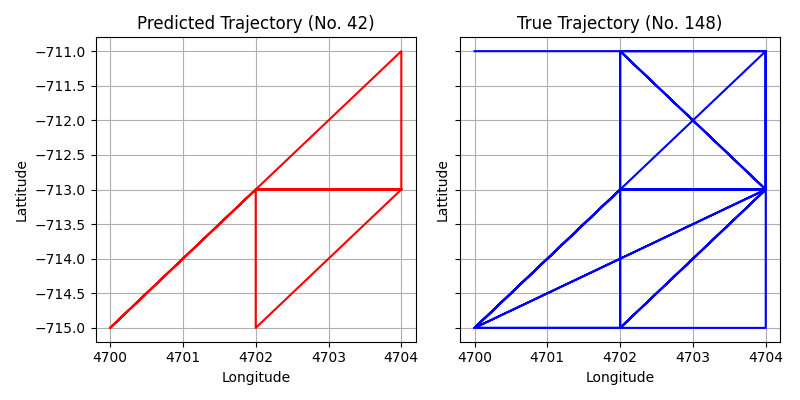 Predicted Trajectory (No. 42)
True Trajectory (No. 148)
−711.0
−711.5
−712.0
−712.5
−713.0
−713.5
−714.0
−714.5
−715.0
Lattitude
Lattitude
4700 4701 4702 4703 4704
4700 4701 4702 4703 4704
Longitude
Longitude